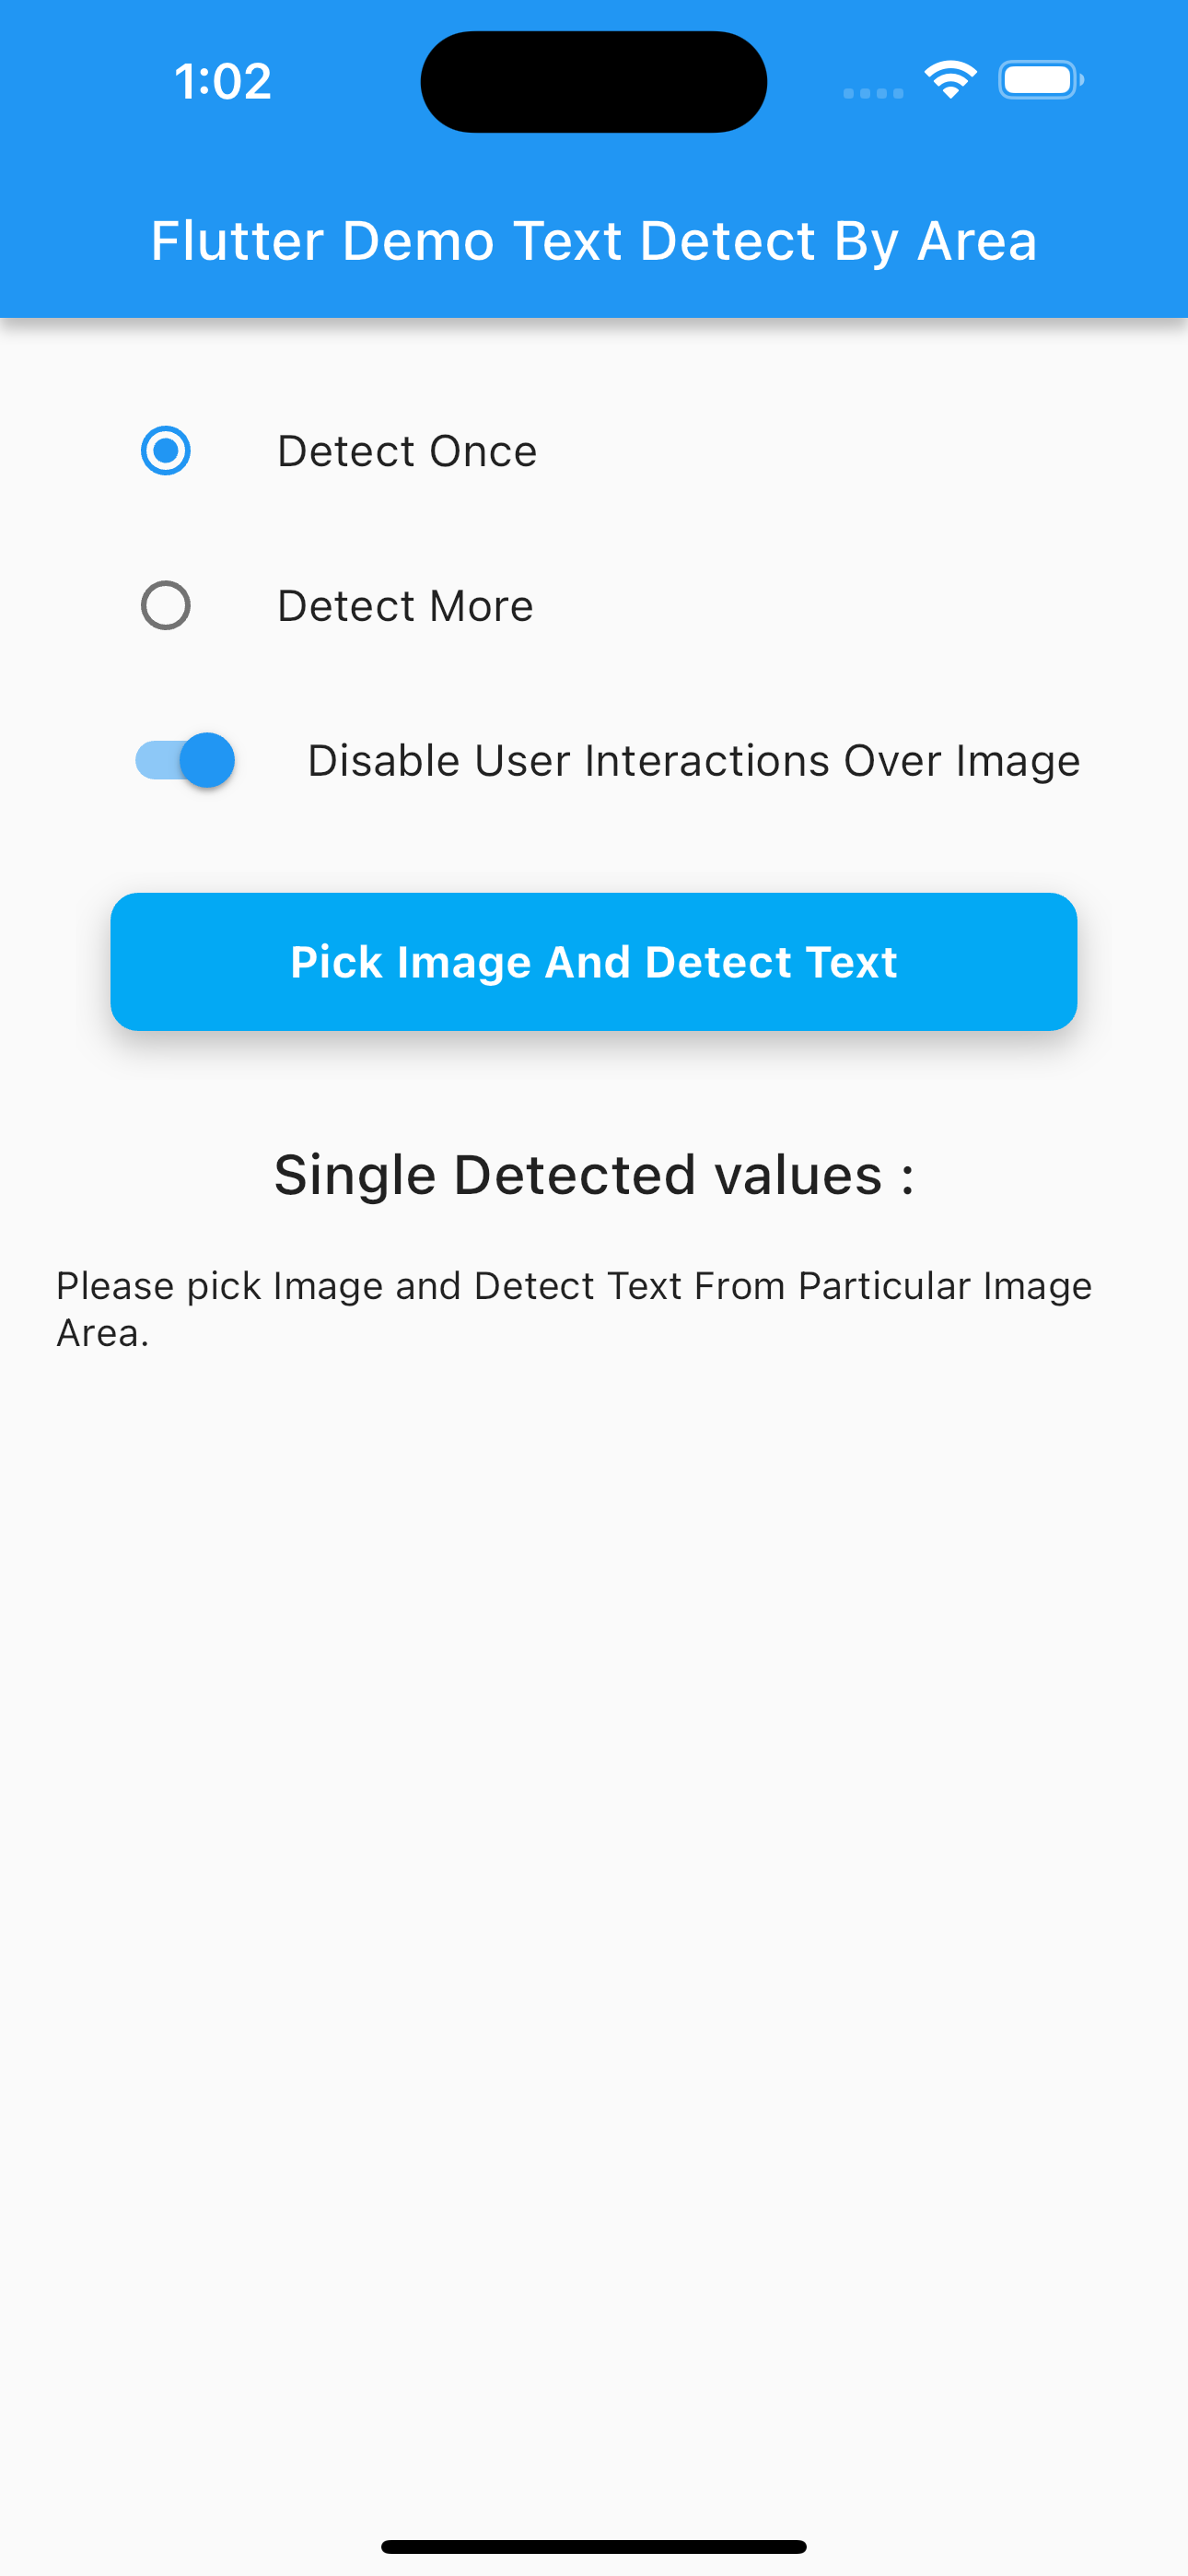 1:02
Flutter Demo Text Detect By Area
Detect Once
Detect More
Disable User Interactions Over Image
Pick Image And Detect Text
Single Detected values :
Please pick Image and Detect Text From Particular Image
Area.